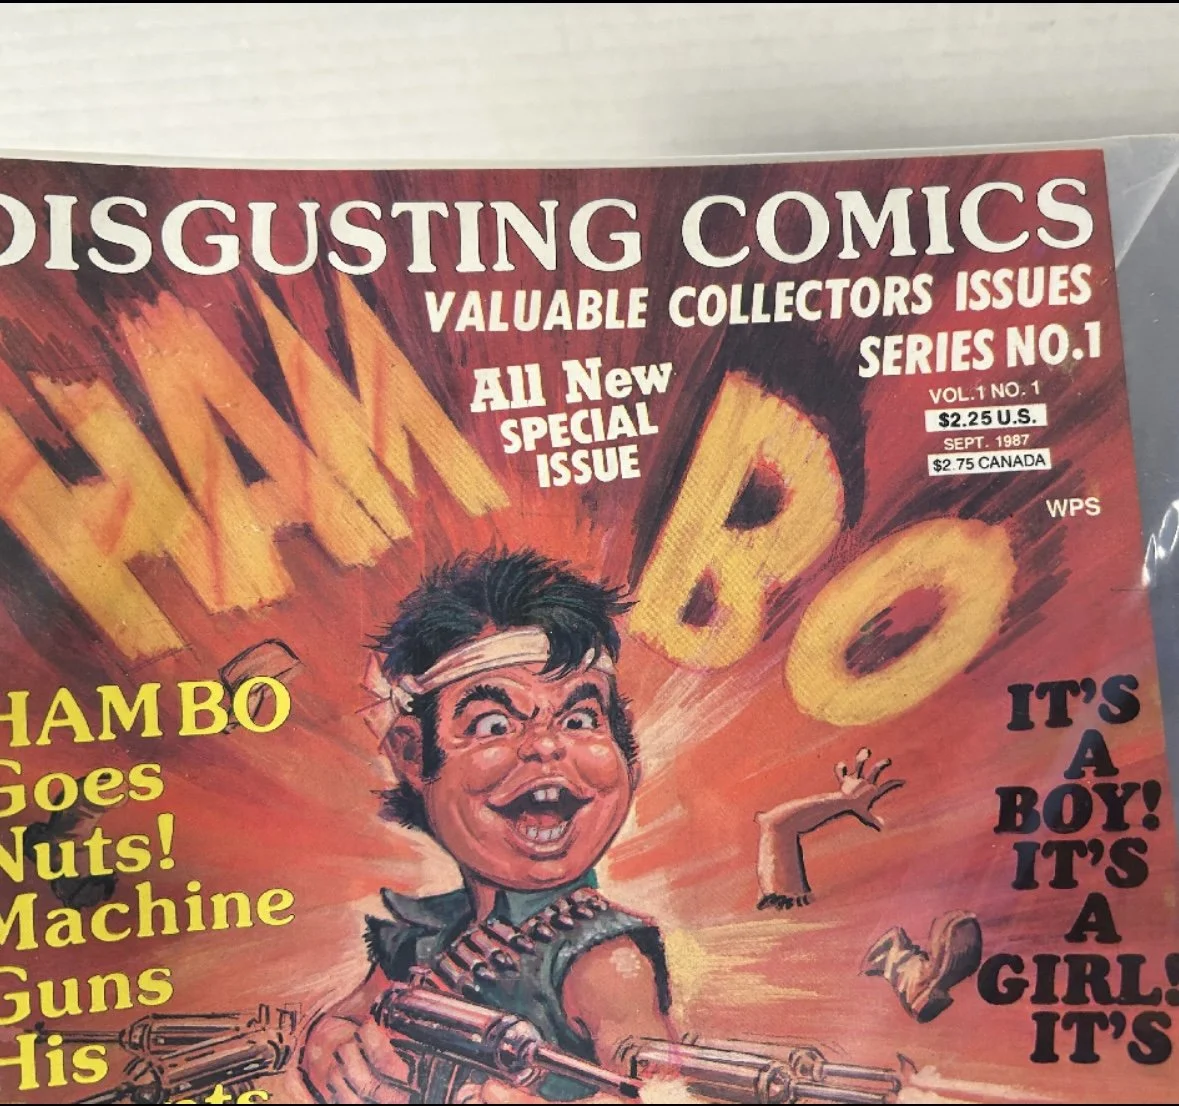 DISGUSTING COMICS
VALUABLE COLLECTORS ISSUES
SERIES NO.1
VOL.1 NO. 1
$2.25 U.S.
SEPT. 1987
$2.75 CANADA
WPS
HAM BO
All New
SPECIAL
ISSUE
HAMBO
Goes
Nuts!
Machine
Guns
His
IT'S
A
BOY!
IT'S
A
GIRL!
IT'S